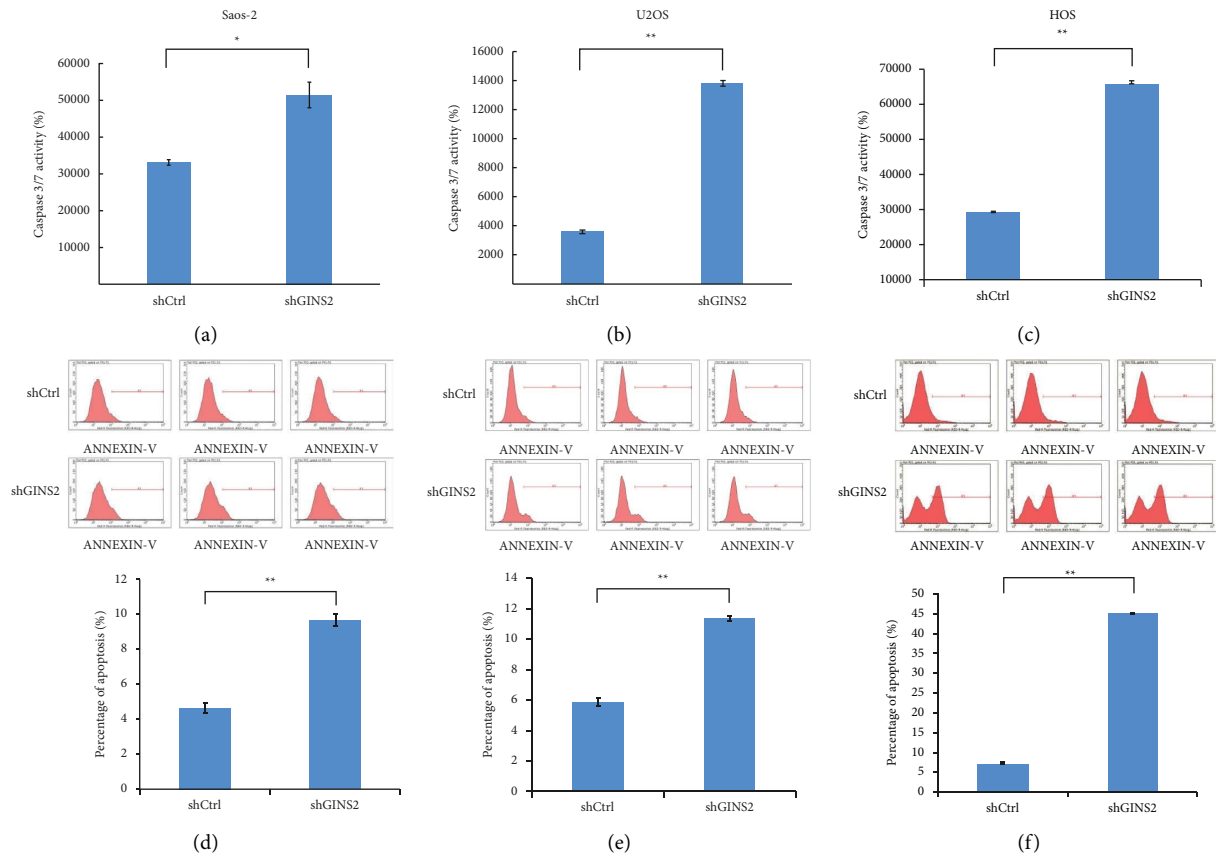 Saos-2
*
60000
50000
40000
30000
20000
10000
Caspase 3/7 activity (%)
shCtrl
shGINS2
(a)
U2OS
**
16000
14000
12000
10000
8000
6000
4000
2000
Caspase 3/7 activity (%)
shCtrl
shGINS2
(b)
HOS
**
70000
60000
50000
40000
30000
20000
10000
Caspase 3/7 activity (%)
shCtrl
shGINS2
(c)
shCtrl
ANNEXIN-V ANNEXIN-V ANNEXIN-V
shGINS2
ANNEXIN-V ANNEXIN-V ANNEXIN-V
**
12
10
8
6
4
2
0
Percentage of apoptosis (%)
shCtrl
shGINS2
(d)
shCtrl
ANNEXIN-V ANNEXIN-V ANNEXIN-V
shGINS2
ANNEXIN-V ANNEXIN-V ANNEXIN-V
**
14
12
10
8
6
4
2
0
Percentage of apoptosis (%)
shCtrl
shGINS2
(e)
shCtrl
ANNEXIN-V ANNEXIN-V ANNEXIN-V
shGINS2
ANNEXIN-V ANNEXIN-V ANNEXIN-V
**
50
45
40
35
30
25
20
15
10
5
0
Percentage of apoptosis (%)
shCtrl
shGINS2
(f)